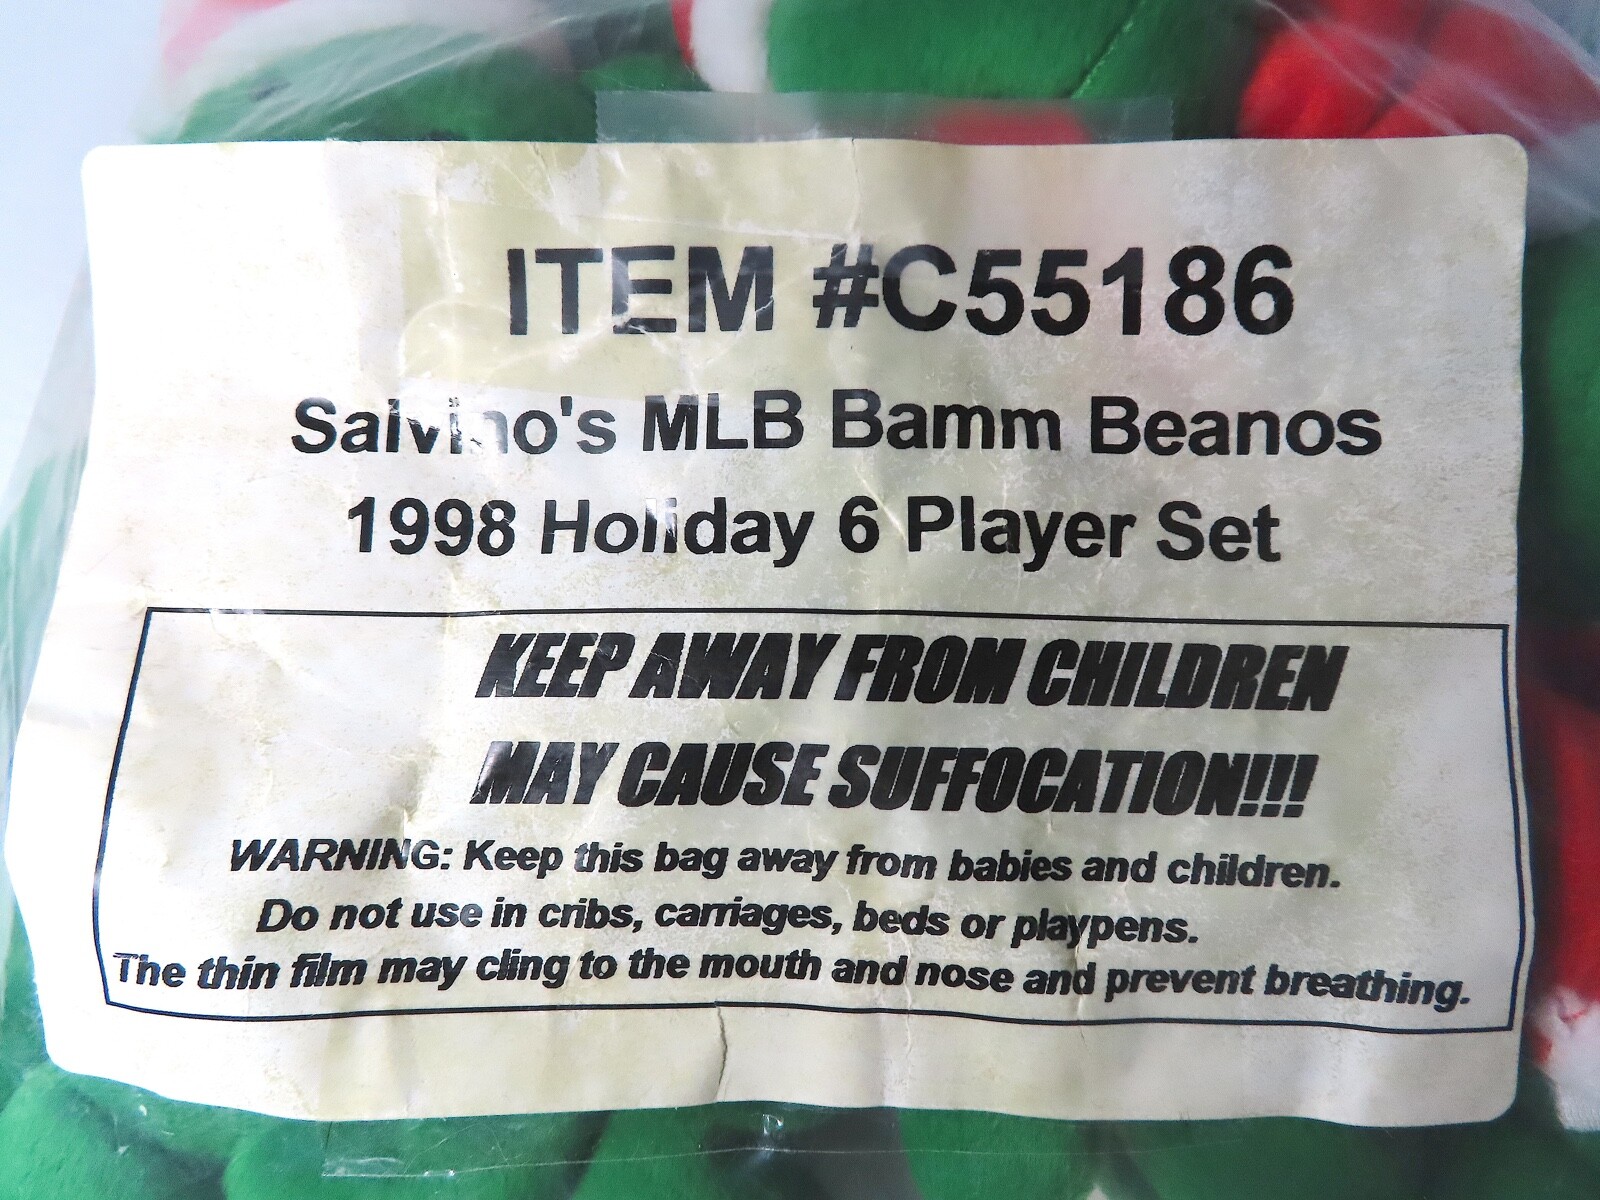 ITEM #C55186
Salvino's MLB Bamm Beanos
1998 Holiday 6 Player Set
KEEP AWAY FROM CHILDREN
MAY CAUSE SUFFOCATION!!!
WARNING: Keep this bag away from babies and children.
Do not use in cribs, carriages, beds or playpens.
The thin film may cling to the mouth and nose and prevent breathing.